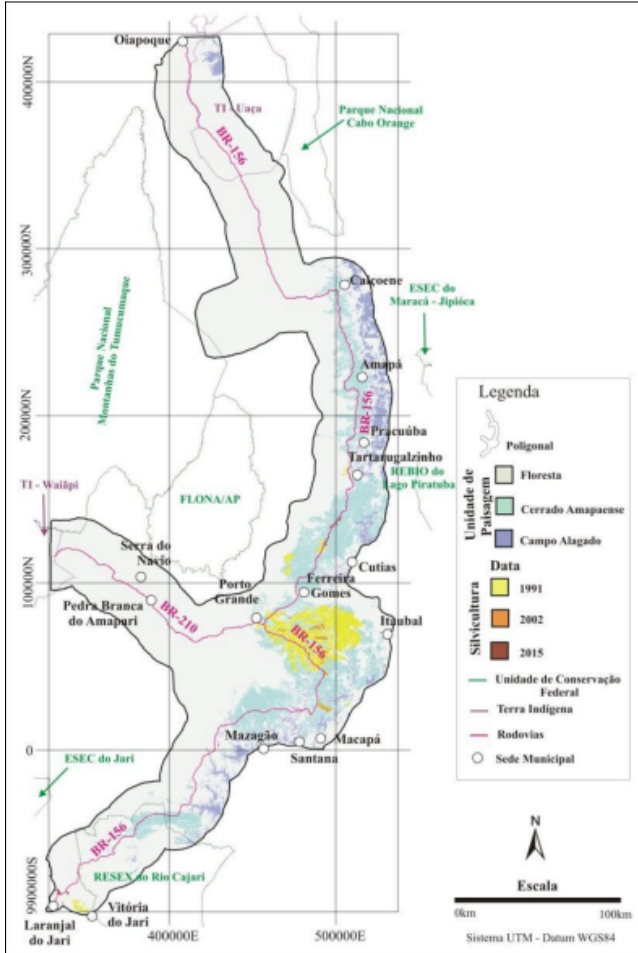 Oiapoque
400000N
TI - Uaça
Parque Nacional
Cabo Orange
BR-156
300000N
Calçoene
ESEC do
Maracá - Jipióca
Parque Nacional
Montanhas do Tumucumaque
Amapá
BR-156
200000N
Pracuúba
Tartarugalzinho
REBIO do
Lago Piratuba
TI - Waiãpi
FLONA/AP
Serra do
Navio
Cutias
100000N
Porto
Grande
Ferreira
Gomes
Pedra Branca
do Amapari
BR-210
BR-156
Itaubal
Mazagão
Macapá
Santana
0
ESEC do Jari
BR-156
RESEX do Rio Cajari
9900000S
Laranjal
do Jari
Vitória
do Jari
400000
500000
Legenda
Poligonal
Unidade de
Paisagem
Floresta
Cerrado Amapaense
Campo Alagado
Silvicultura
Data
1991
2002
2015
Unidade de Conservação
Federal
Terra Indígena
Rodovias
Sede Municipal
N
Escala
0km
100km
Sistema UTM - Datum WGS84